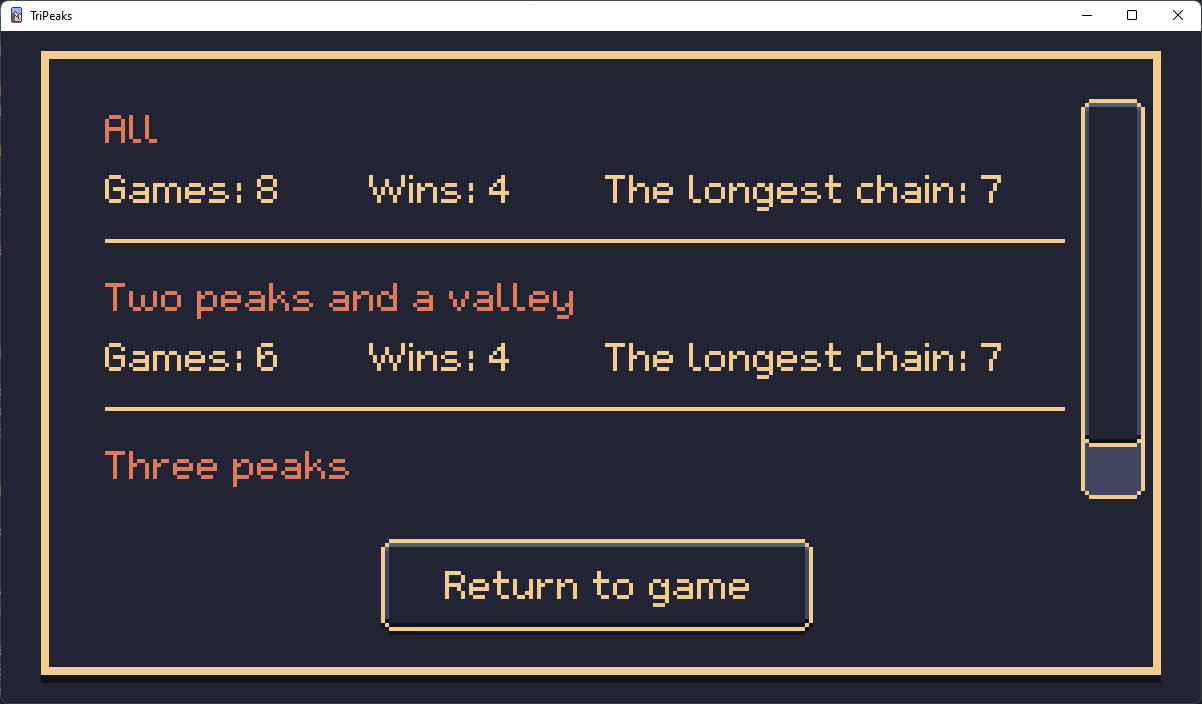 TriPeaks
All
Games: 8 Wins: 4 The longest chain: 7
Two peaks and a valley
Games: 6 Wins: 4 The longest chain: 7
Three peaks
Return to game